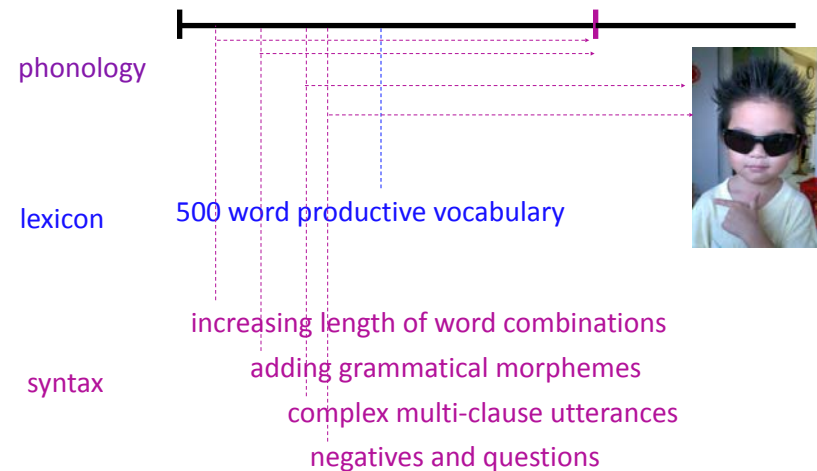 phonology
lexicon
500 word productive vocabulary
increasing length of word combinations
adding grammatical morphemes
syntax
complex multi-clause utterances
negatives and questions